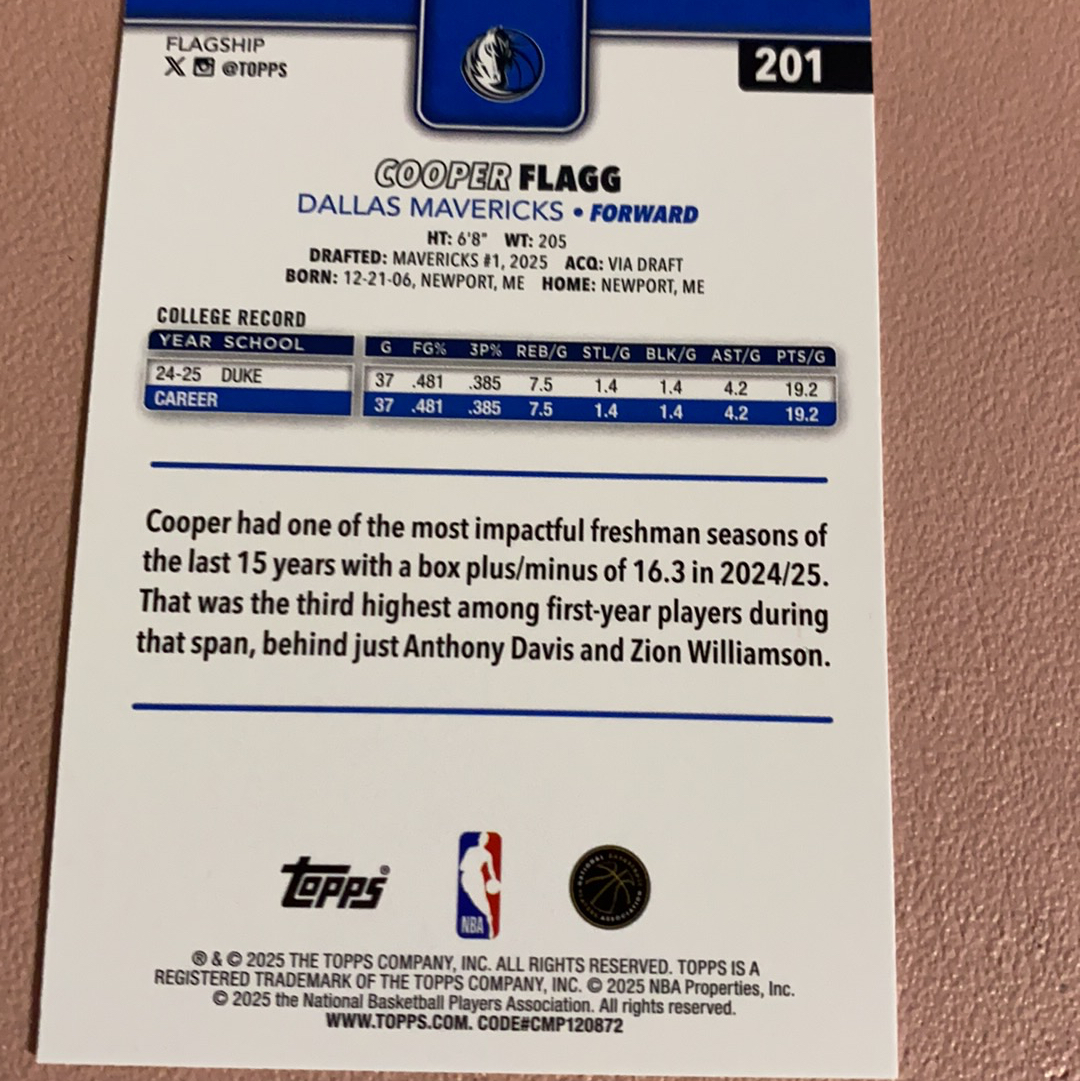 FLAGSHIP
X @TOPPS
201
COOPER FLAGG
DALLAS MAVERICKS • FORWARD
HT: 6'8" WT: 205
DRAFTED: MAVERICKS #1, 2025 ACQ: VIA DRAFT
BORN: 12-21-06, NEWPORT, ME HOME: NEWPORT, ME
COLLEGE RECORD
YEAR SCHOOL G FG% 3P% REB/G STL/G BLK/G AST/G PTS/G
24-25 DUKE 37 .481 .385 7.5 1.4 1.4 4.2 19.2
CAREER 37 .481 .385 7.5 1.4 1.4 4.2 19.2
Cooper had one of the most impactful freshman seasons of
the last 15 years with a box plus/minus of 16.3 in 2024/25.
That was the third highest among first-year players during
that span, behind just Anthony Davis and Zion Williamson.
topps®
NBA
NATIONAL BASKETBALL PLAYERS ASSOCIATION
® & © 2025 THE TOPPS COMPANY, INC. ALL RIGHTS RESERVED. TOPPS IS A
REGISTERED TRADEMARK OF THE TOPPS COMPANY, INC. © 2025 NBA Properties, Inc.
© 2025 the National Basketball Players Association. All rights reserved.
WWW.TOPPS.COM. CODE#CMP120872